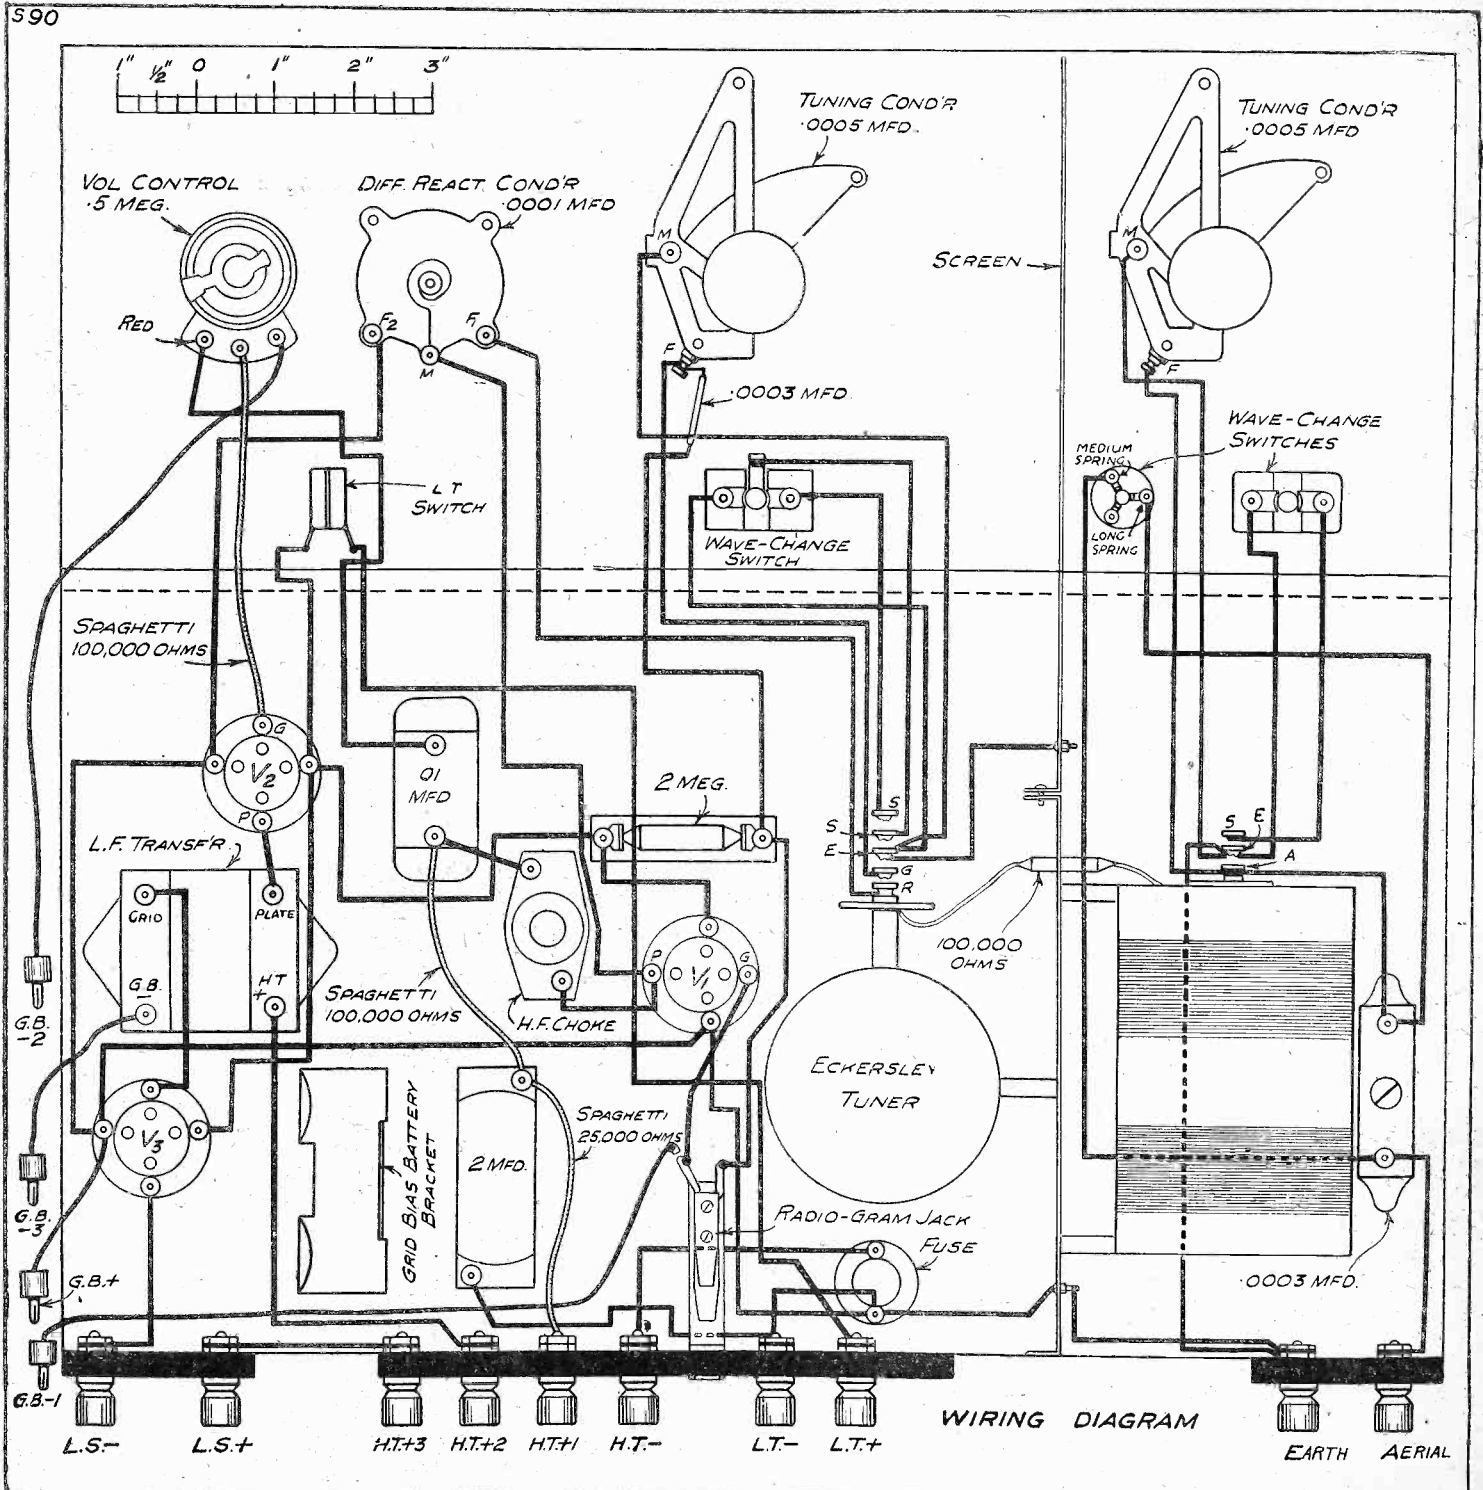 S90
1" ½" 0 1" 2" 3"
TUNING COND'R
.0005 MFD.
TUNING COND'R
.0005 MFD
VOL CONTROL
.5 MEG.
DIFF. REACT. COND'R
.0001 MFD
M
M
SCREEN
RED
F2
F1
M
F
F
.0003 MFD.
WAVE-CHANGE
SWITCHES
MEDIUM
SPRING
LONG
SPRING
L T
SWITCH
WAVE-CHANGE
SWITCH
SPAGHETTI
100,000 OHMS
G
V2
P
01
MFD
2 MEG.
S
S
E
G
R
S
E
A
L.F. TRANSF'R.
GRID
PLATE
G.B.
-
HT
+
100,000
OHMS
P
V1
G
SPAGHETTI
100,000 OHMS
H.F. CHOKE
G.B.
-2
ECKERSLEY
TUNER
V3
GRID BIAS BATTERY
BRACKET
SPAGHETTI
25,000 OHMS
2 MFD.
G.B.
-3
RADIO-GRAM JACK
FUSE
G.B.+
.0003 MFD.
G.B.-1
WIRING DIAGRAM
L.S.- L.S.+ H.T.+3 H.T.+2 H.T.+1 H.T.- L.T.- L.T.+ EARTH AERIAL